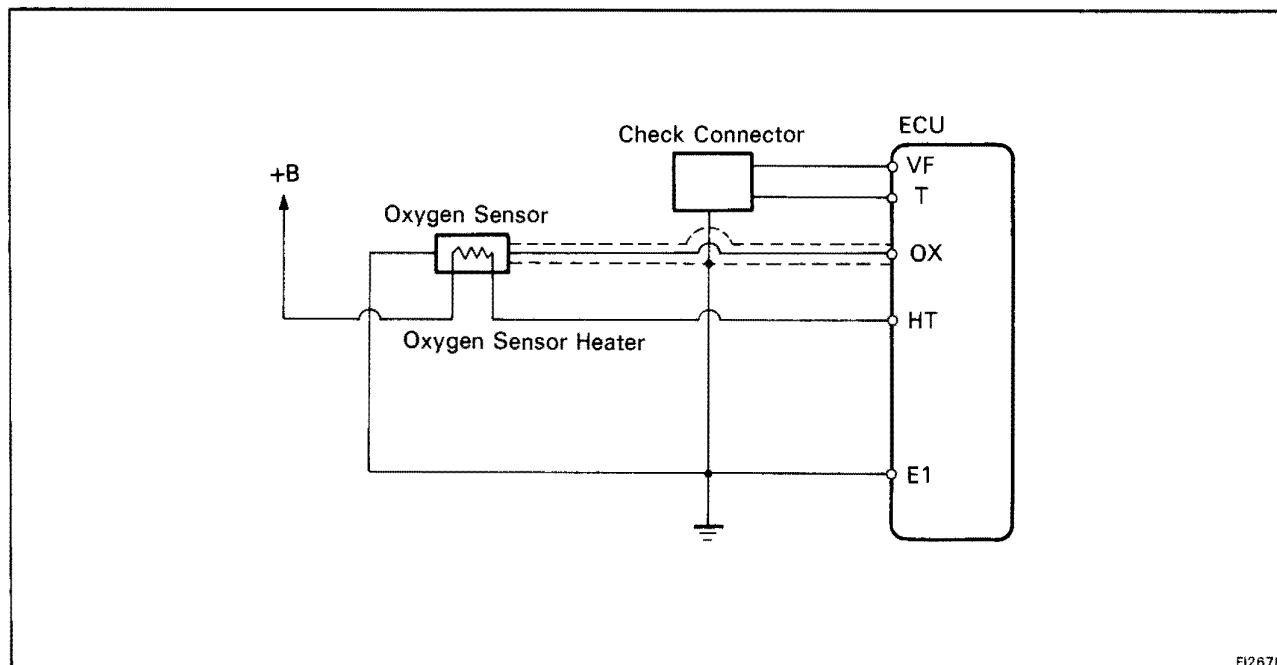 ECU
Check Connector
VF
+B
T
Oxygen Sensor
OX
HT
Oxygen Sensor Heater
E1